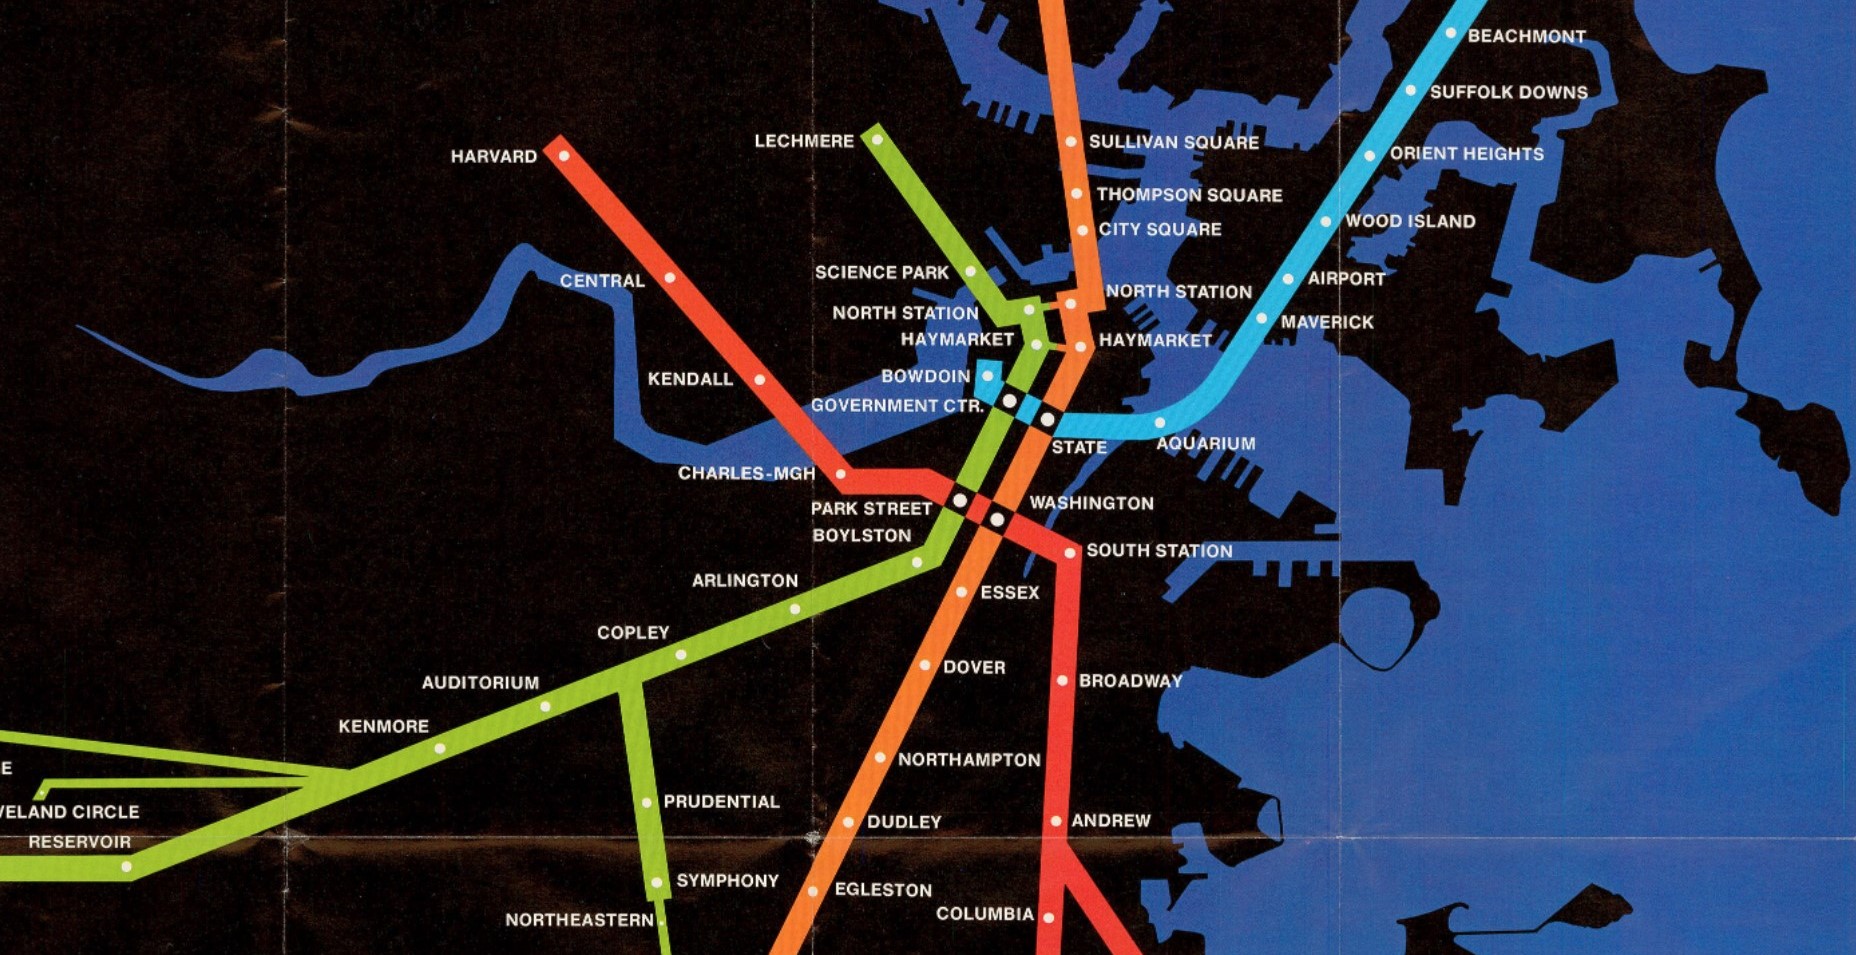 BEACHMONT
SUFFOLK DOWNS
LECHMERE
SULLIVAN SQUARE
HARVARD
ORIENT HEIGHTS
THOMPSON SQUARE
WOOD ISLAND
CITY SQUARE
SCIENCE PARK
CENTRAL
NORTH STATION
AIRPORT
NORTH STATION
MAVERICK
HAYMARKET
HAYMARKET
BOWDOIN
KENDALL
GOVERNMENT CTR.
STATE
AQUARIUM
CHARLES-MGH
PARK STREET
WASHINGTON
BOYLSTON
SOUTH STATION
ARLINGTON
ESSEX
COPLEY
DOVER
AUDITORIUM
BROADWAY
KENMORE
NORTHAMPTON
E
PRUDENTIAL
VELAND CIRCLE
DUDLEY
ANDREW
RESERVOIR
SYMPHONY
EGLESTON
COLUMBIA
NORTHEASTERN